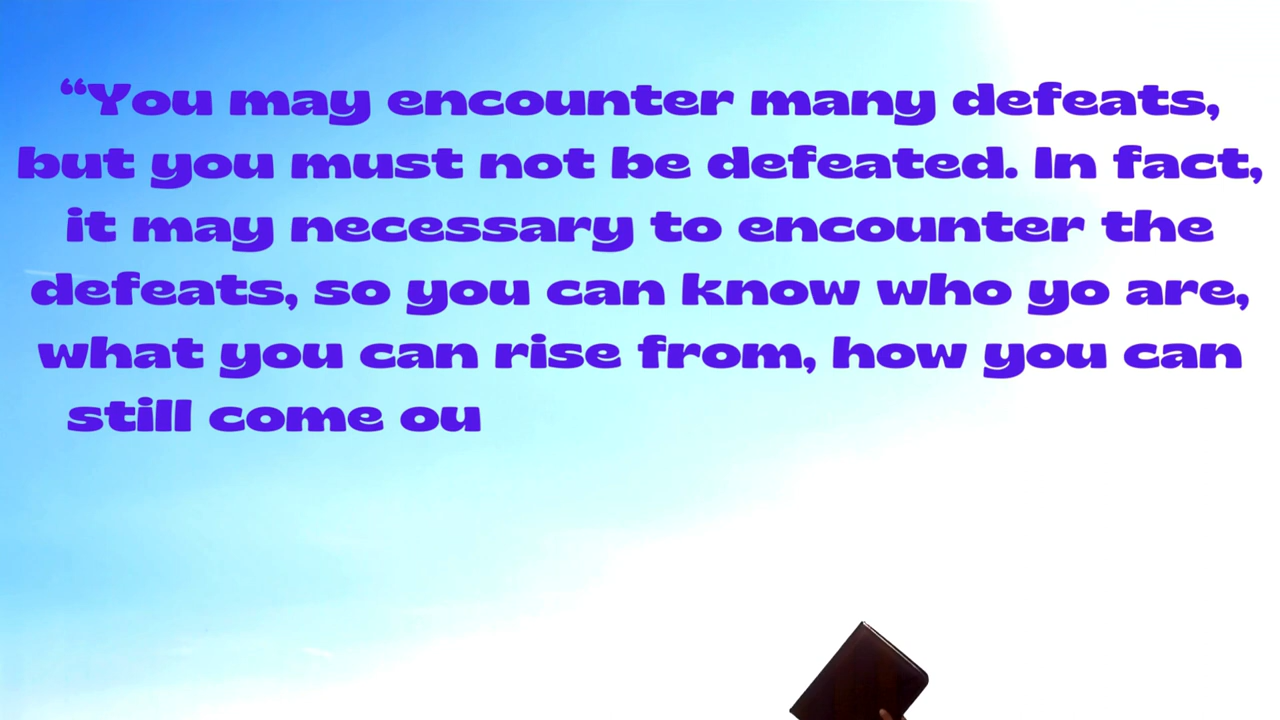 “You may encounter many defeats,
but you must not be defeated. In fact,
it may necessary to encounter the
defeats, so you can know who yo are,
what you can rise from, how you can
still come ou